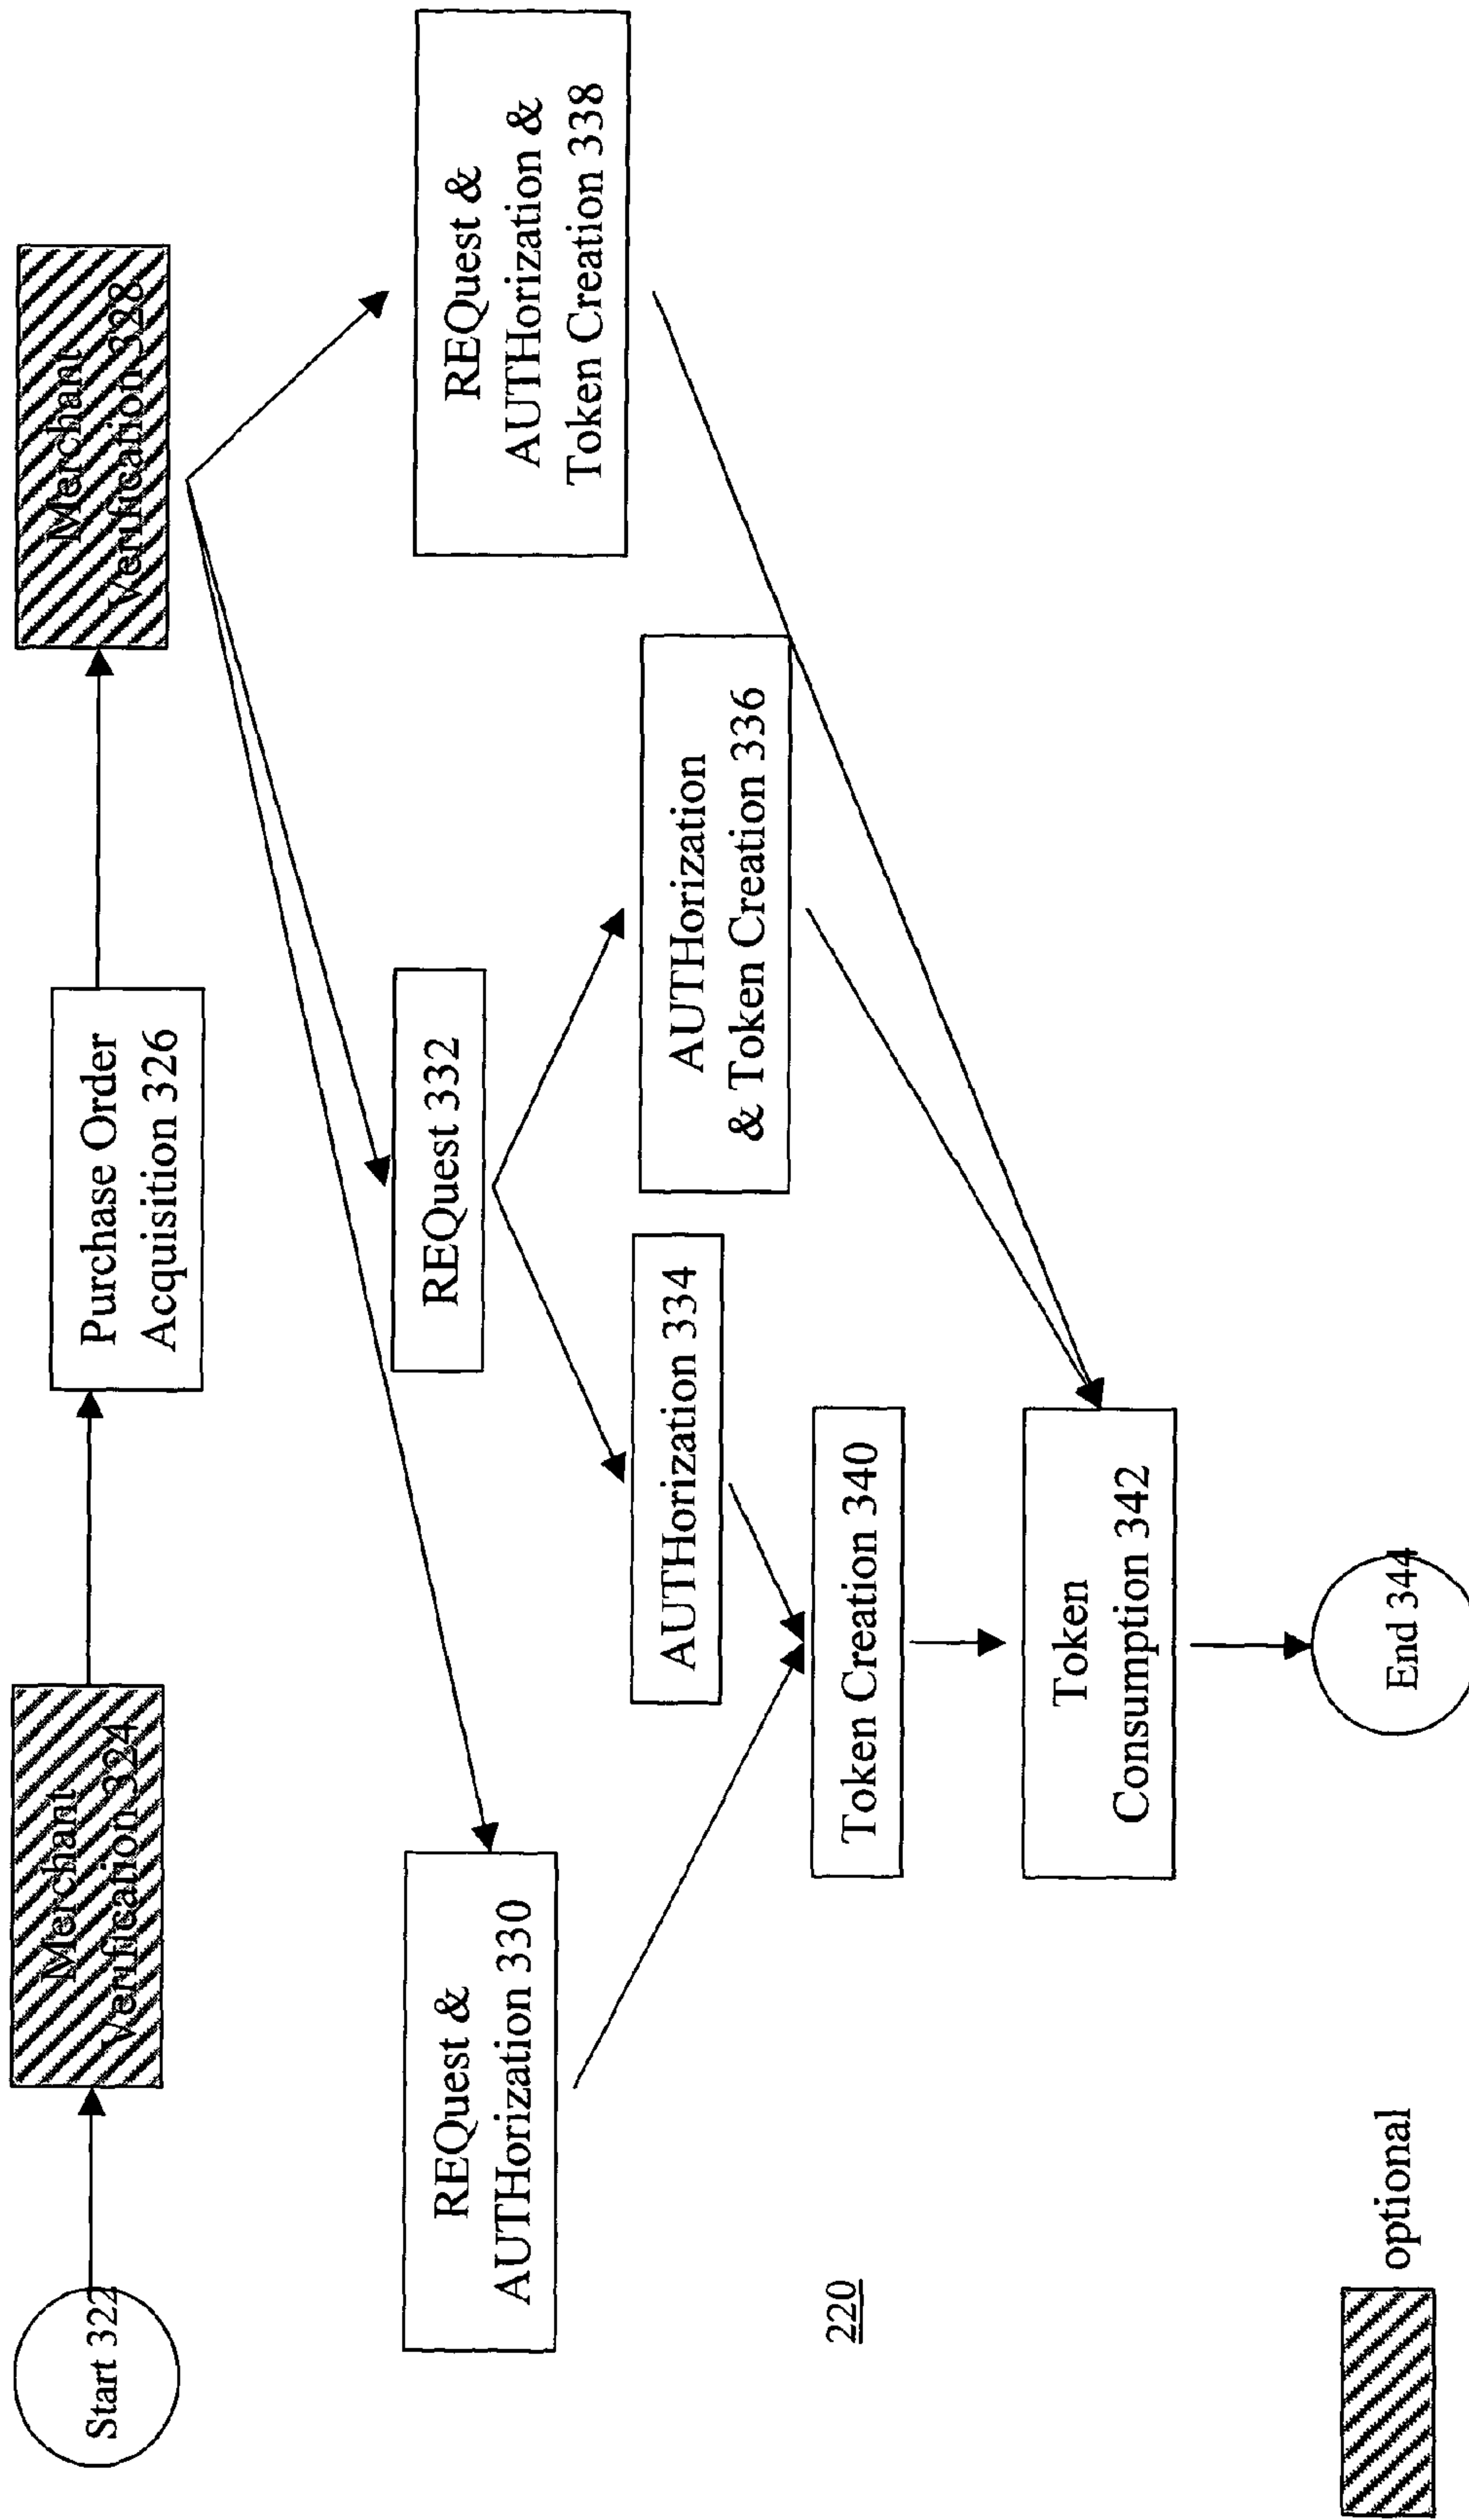 Start 322
Merchant
Verification 324
Purchase Order
Acquisition 326
Merchant
Verification 328
REQuest &
AUTHorization 330
REQuest 332
REQuest &
AUTHorization &
Token Creation 338
AUTHorization 334
AUTHorization
& Token Creation 336
Token Creation 340
Token
Consumption 342
End 344
220
optional